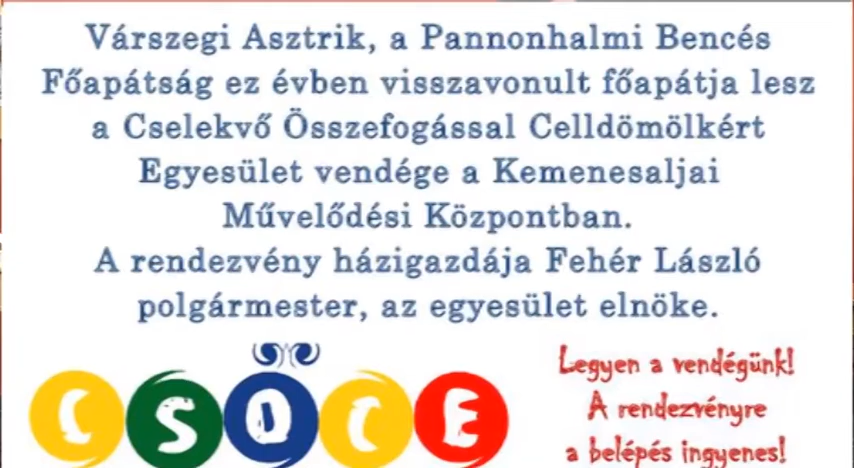 Várszegi Asztrik, a Pannonhalmi Bencés
Főapátság ez évben visszavonult főapátja lesz
a Cselekvő Összefogással Celldömölkért
Egyesület vendége a Kemenesaljai
Művelődési Központban.
A rendezvény házigazdája Fehér László
polgármester, az egyesület elnöke.
CSÖCE
Legyen a vendégünk!
A rendezvényre
a belépés ingyenes!